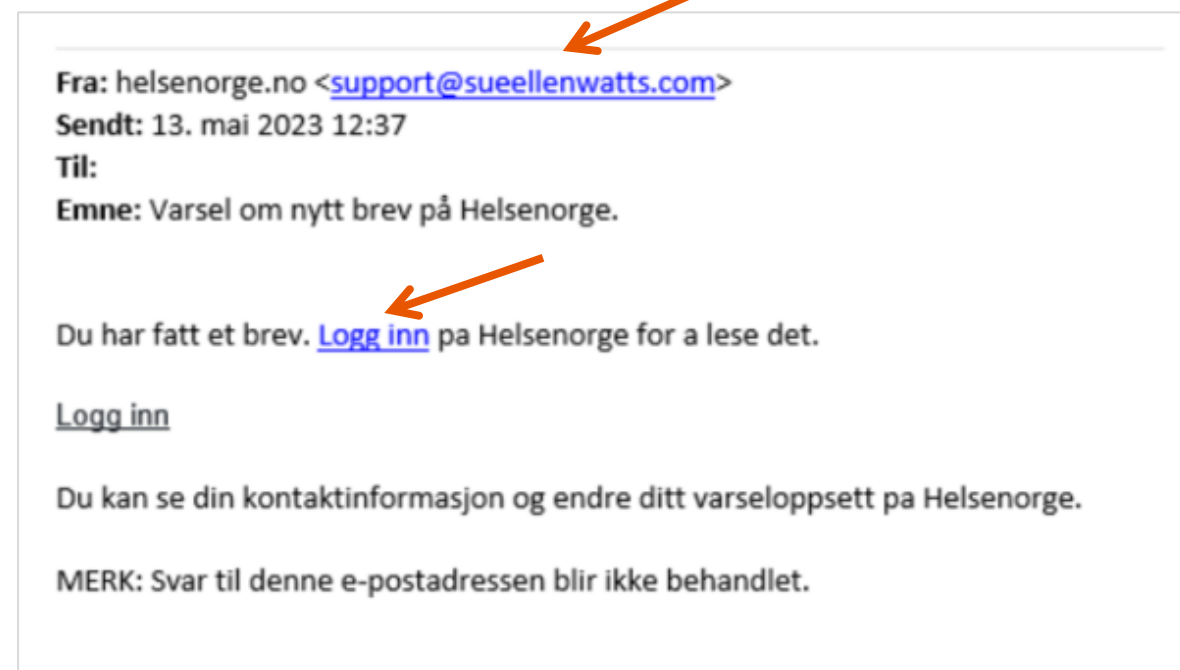 Fra: helsenorge.no <support@sueellenwatts.com>
Sendt: 13. mai 2023 12:37
Til:
Emne: Varsel om nytt brev på Helsenorge.
Du har fatt et brev. Logg inn pa Helsenorge for a lese det.
Logg inn
Du kan se din kontaktinformasjon og endre ditt varseloppsett pa Helsenorge.
MERK: Svar til denne e-postadressen blir ikke behandlet.